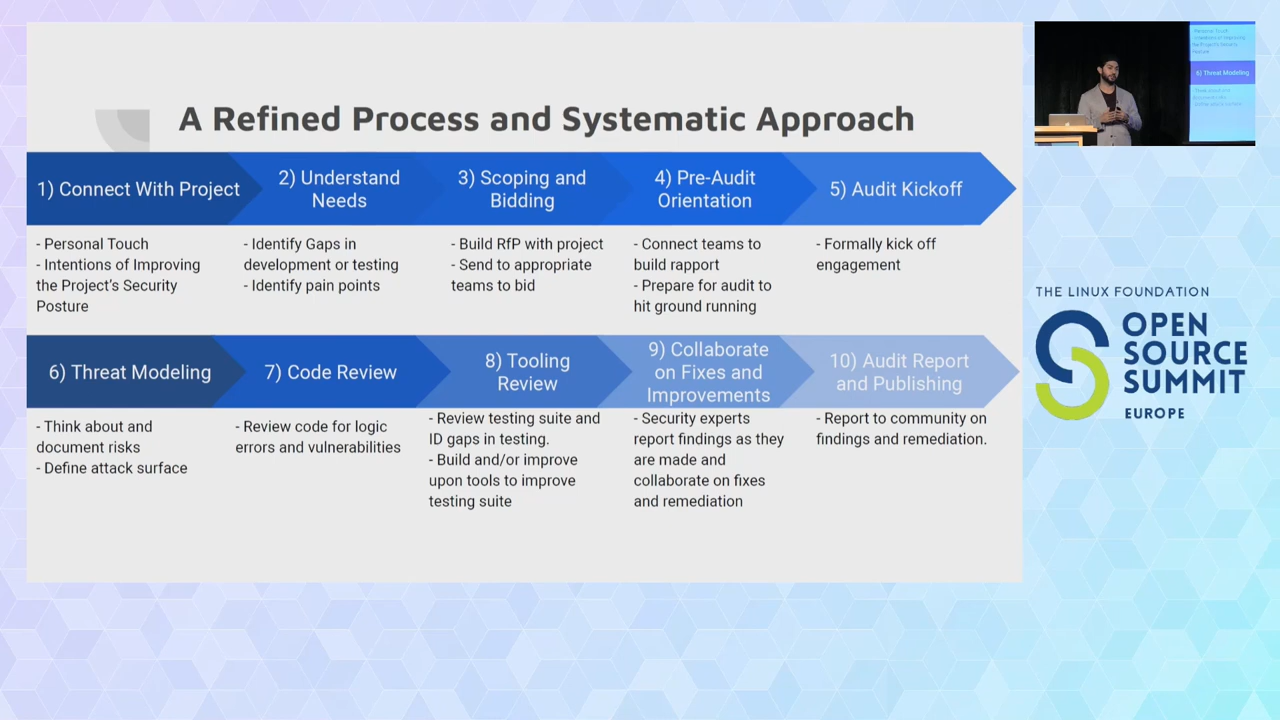 A Refined Process and Systematic Approach
1) Connect With Project
- Personal Touch
- Intentions of Improving
the Project's Security
Posture
2) Understand
Needs
- Identify Gaps in
development or testing
- Identify pain points
3) Scoping and
Bidding
- Build RfP with project
- Send to appropriate
teams to bid
4) Pre-Audit
Orientation
- Connect teams to
build rapport
- Prepare for audit to
hit ground running
5) Audit Kickoff
- Formally kick off
engagement
6) Threat Modeling
- Think about and
document risks
- Define attack surface
7) Code Review
- Review code for logic
errors and vulnerabilities
8) Tooling
Review
- Review testing suite and
ID gaps in testing.
- Build and/or improve
upon tools to improve
testing suite
9) Collaborate
on Fixes and
Improvements
- Security experts
report findings as they
are made and
collaborate on fixes
and remediation
10) Audit Report
and Publishing
- Report to community on
findings and remediation.
6) Threat Modeling
THE LINUX FOUNDATION
OPEN
SOURCE
SUMMIT
EUROPE